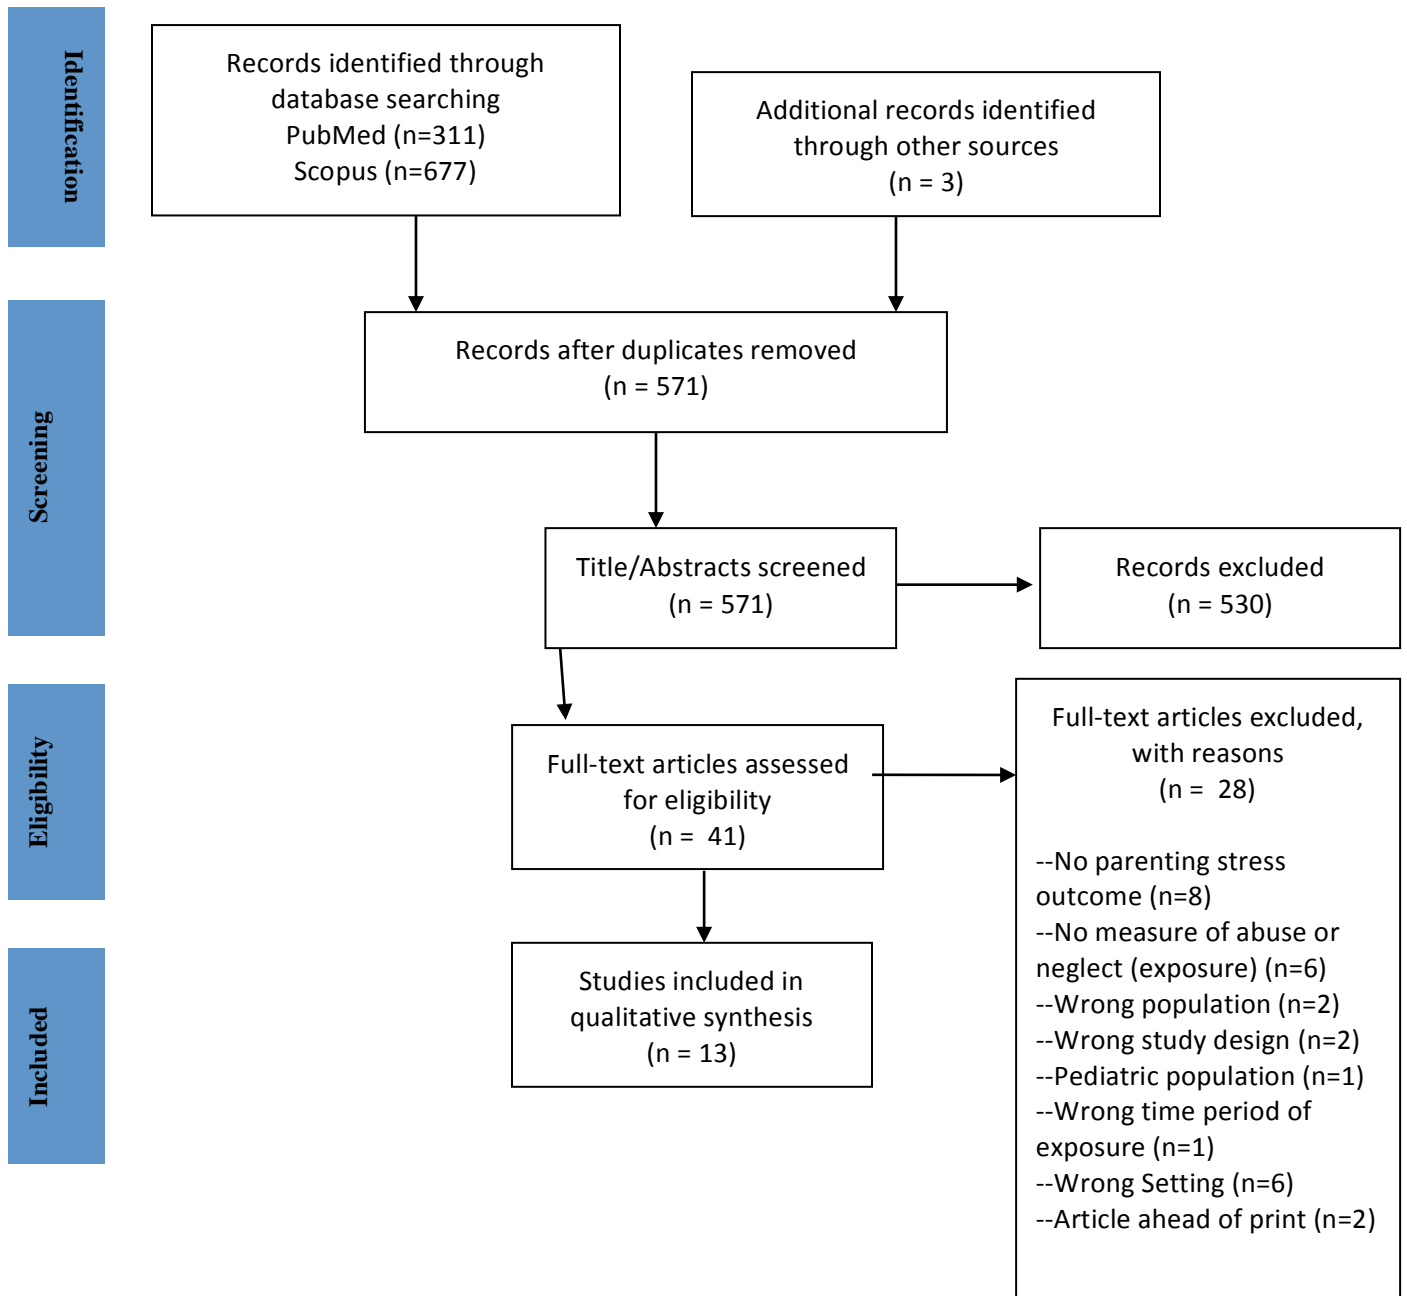 Identification
Records identified through
database searching
PubMed (n=311)
Scopus (n=677)
Additional records identified
through other sources
(n = 3)
Screening
Records after duplicates removed
(n = 571)
Title/Abstracts screened
(n = 571)
Records excluded
(n = 530)
Eligibility
Full-text articles assessed
for eligibility
(n =  41)
Full-text articles excluded,
with reasons
(n =  28)
--No parenting stress
outcome (n=8)
--No measure of abuse or
neglect (exposure) (n=6)
--Wrong population (n=2)
--Wrong study design (n=2)
--Pediatric population (n=1)
--Wrong time period of
exposure (n=1)
--Wrong Setting (n=6)
--Article ahead of print (n=2)
Included
Studies included in
qualitative synthesis
(n = 13)